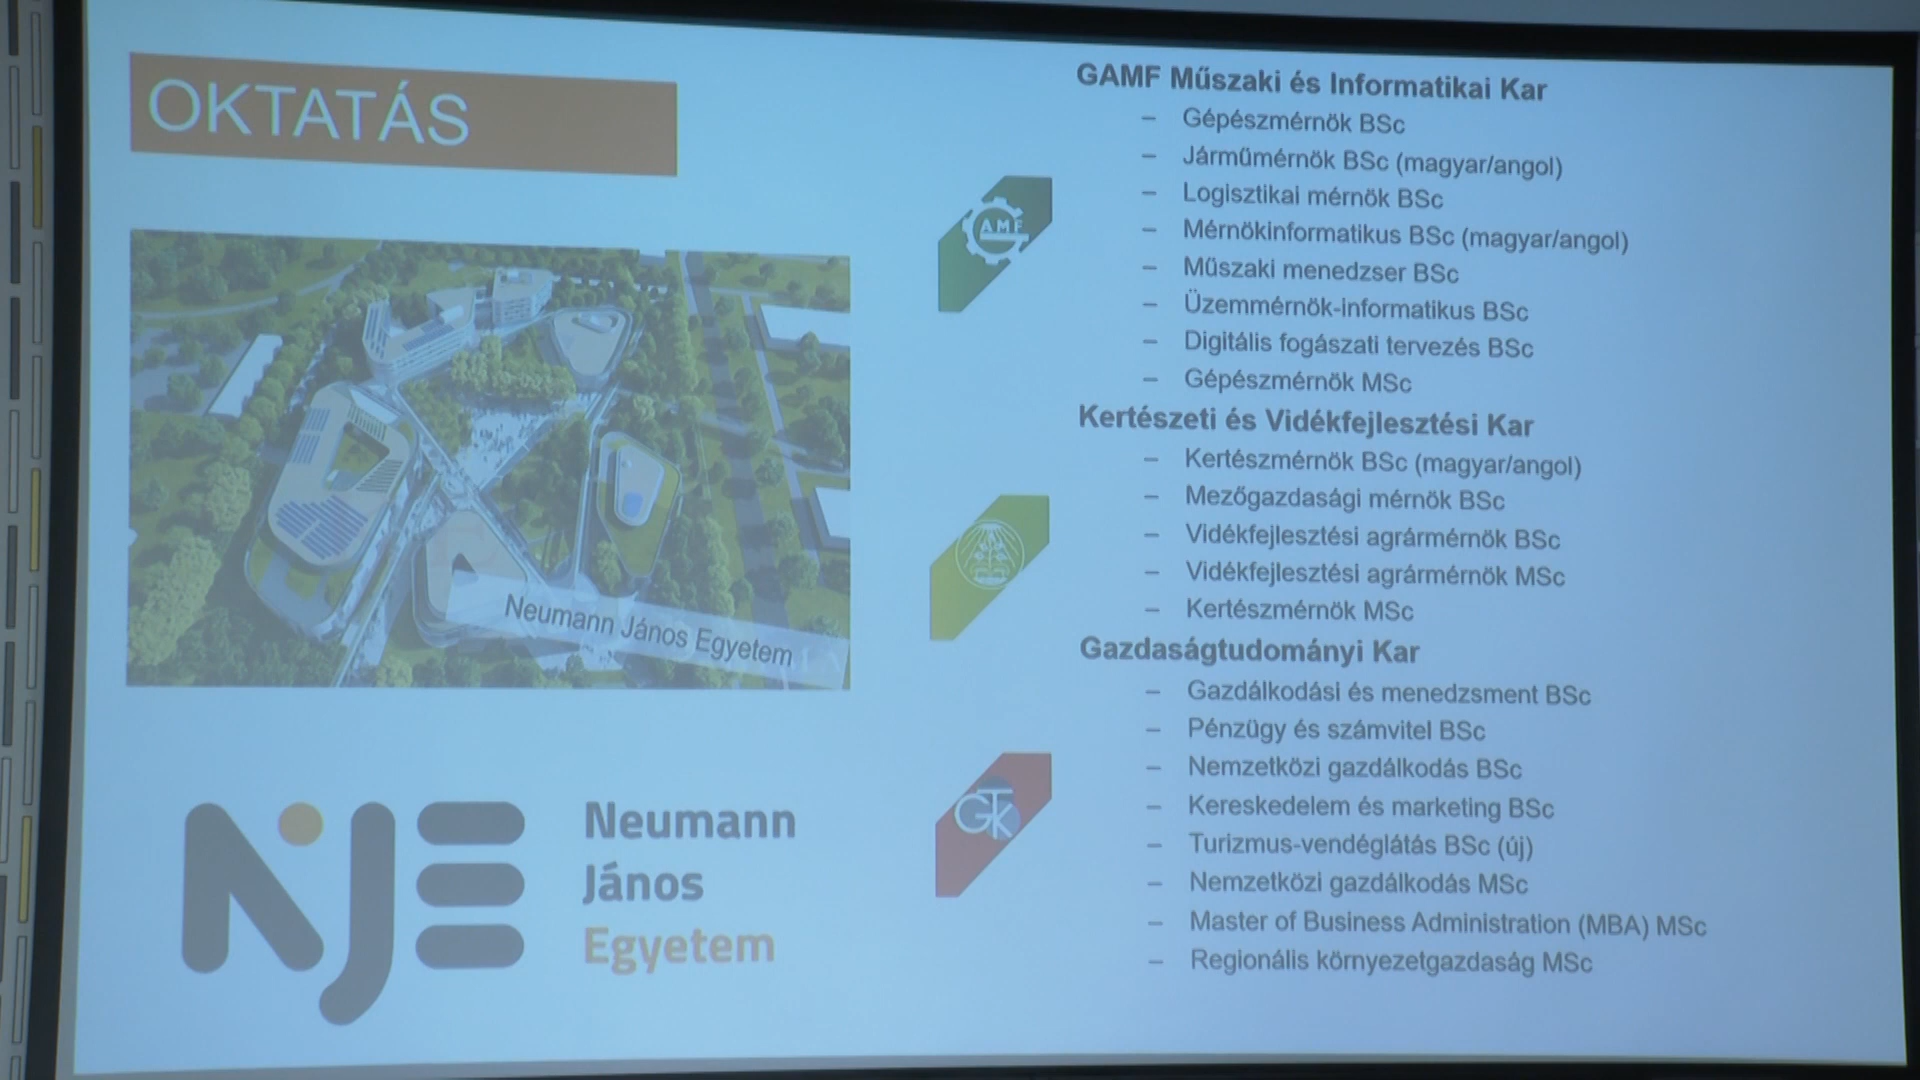 OKTATÁS
Neumann János Egyetem
NJE
Neumann
János
Egyetem
GAMF Műszaki és Informatikai Kar
– Gépészmérnök BSc
– Járműmérnök BSc (magyar/angol)
– Logisztikai mérnök BSc
– Mérnökinformatikus BSc (magyar/angol)
– Műszaki menedzser BSc
– Üzemmérnök-informatikus BSc
– Digitális fogászati tervezés BSc
– Gépészmérnök MSc
Kertészeti és Vidékfejlesztési Kar
– Kertészmérnök BSc (magyar/angol)
– Mezőgazdasági mérnök BSc
– Vidékfejlesztési agrármérnök BSc
– Vidékfejlesztési agrármérnök MSc
– Kertészmérnök MSc
Gazdaságtudományi Kar
– Gazdálkodási és menedzsment BSc
– Pénzügy és számvitel BSc
– Nemzetközi gazdálkodás BSc
– Kereskedelem és marketing BSc
– Turizmus-vendéglátás BSc (új)
– Nemzetközi gazdálkodás MSc
– Master of Business Administration (MBA) MSc
– Regionális környezetgazdaság MSc
GAMF
GTK